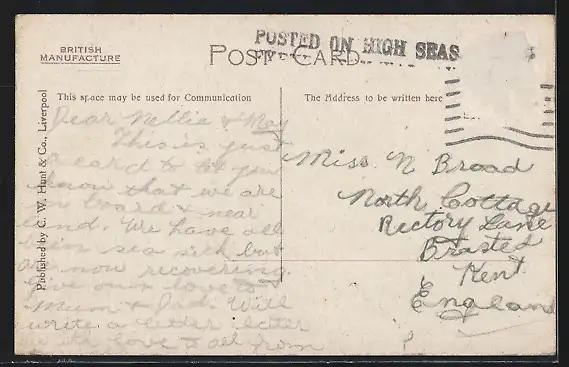 BRITISH
MANUFACTURE
POST CARD
POSTED ON HIGH SEAS
This space may be used for Communication
The Address to be written here
Published by C. W. Hunt & Co., Liverpool
Dear Nellie & May
This is just
a card to let you
know that we are
on board & near
land. We have all
been sea sick but
are now recovering.
Give our love to
Mum & Dad. Will
write a letter later
love to all from
Miss N Broad
North Cottage
Rectory Lane
Brasted
Kent
England